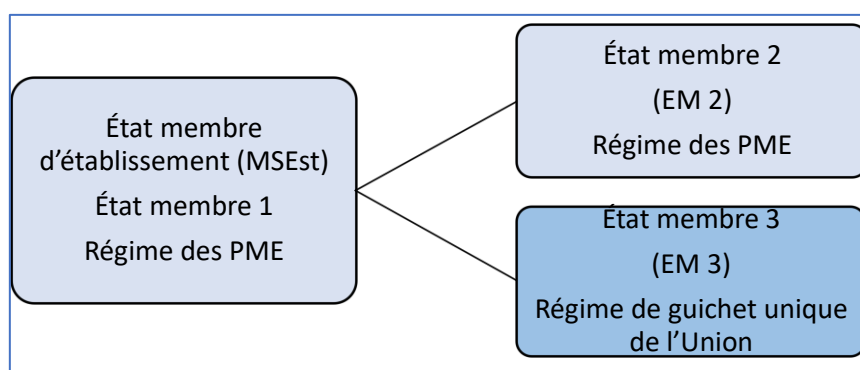 État membre
d'établissement (MSEst)
État membre 1
Régime des PME
État membre 2
(EM 2)
Régime des PME
État membre 3
(EM 3)
Régime de guichet unique
de l'Union